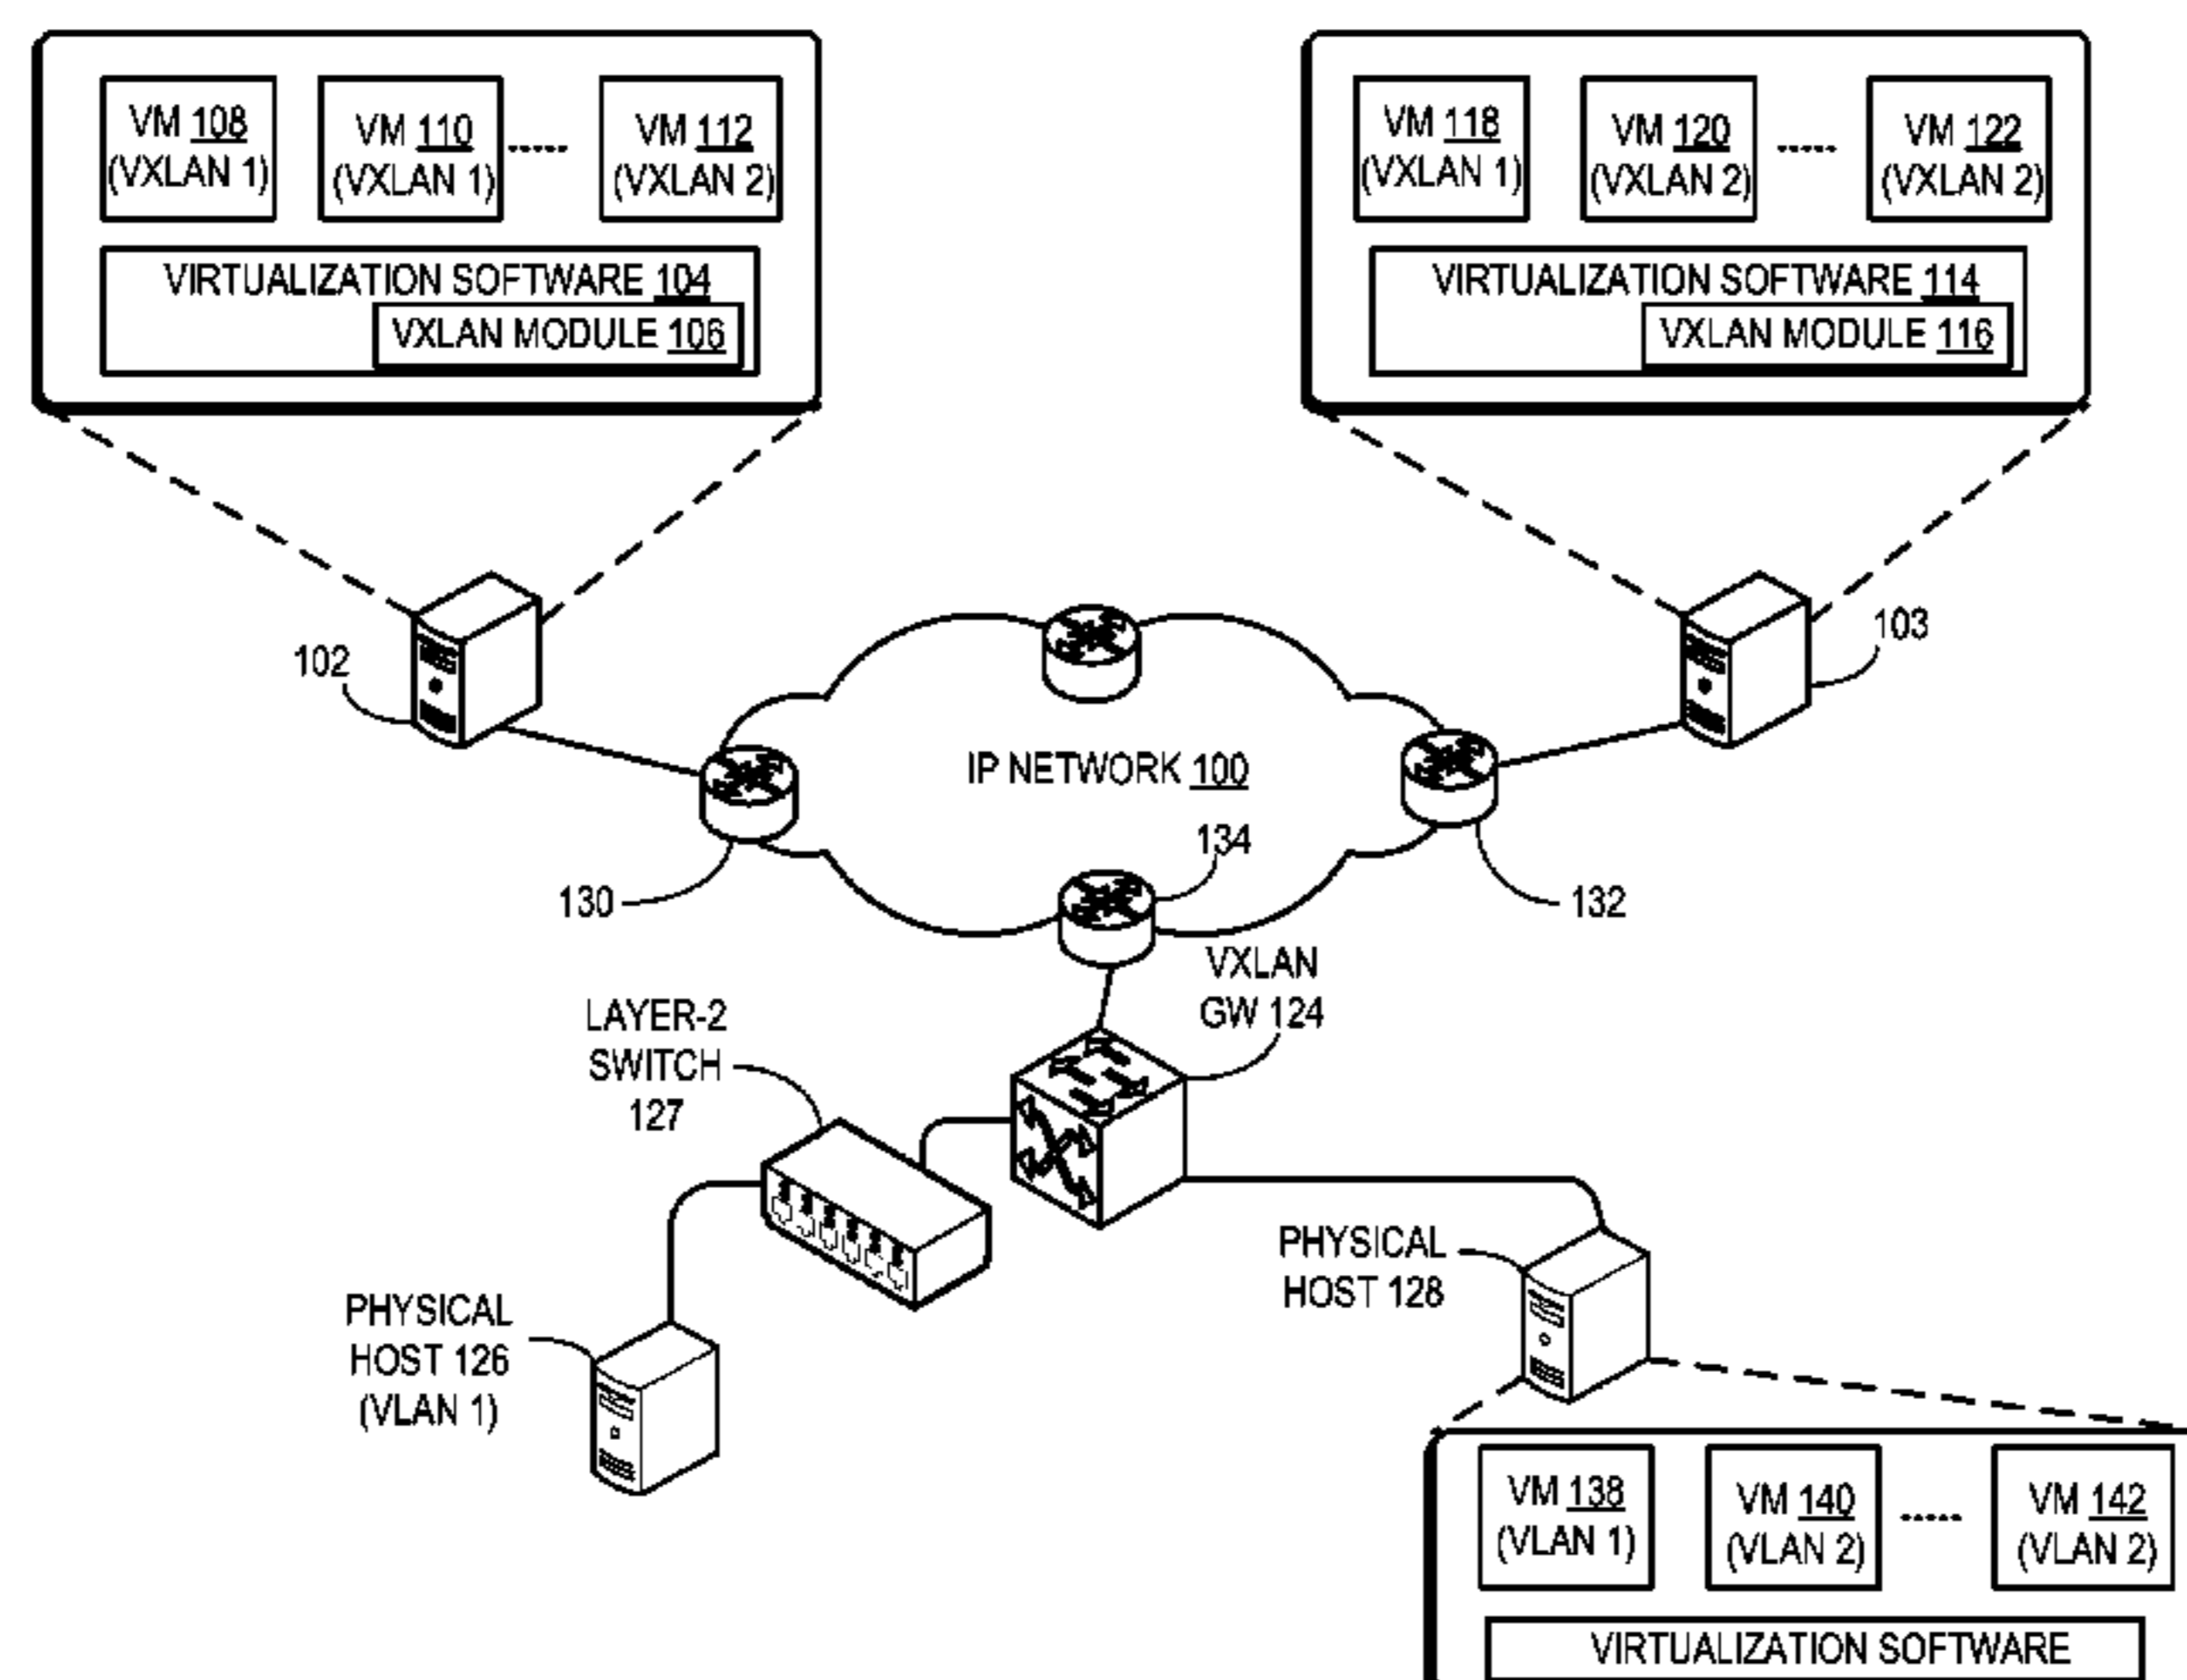 VM 108
(VXLAN 1)
VM 110
(VXLAN 1)
.....
VM 112
(VXLAN 2)
VIRTUALIZATION SOFTWARE 104
VXLAN MODULE 106
VM 118
(VXLAN 1)
VM 120
(VXLAN 2)
.....
VM 122
(VXLAN 2)
VIRTUALIZATION SOFTWARE 114
VXLAN MODULE 116
102
103
IP NETWORK 100
130
134
132
VXLAN
GW 124
LAYER-2
SWITCH
127
PHYSICAL
HOST 126
(VLAN 1)
PHYSICAL
HOST 128
VM 138
(VLAN 1)
VM 140
(VLAN 2)
.....
VM 142
(VLAN 2)
VIRTUALIZATION SOFTWARE